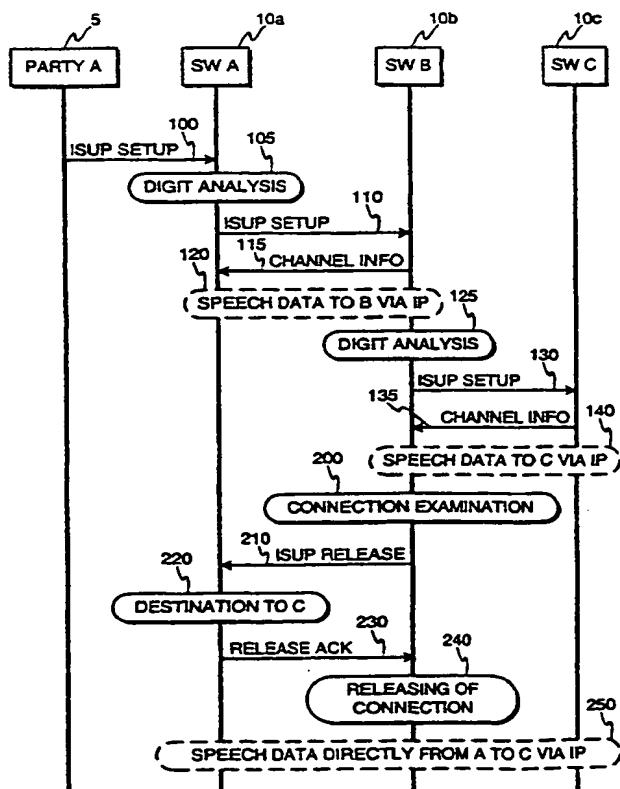 5
10a
10b
10c
PARTY A
SW A
SW B
SW C
100
ISUP SETUP
105
DIGIT ANALYSIS
110
ISUP SETUP
115
CHANNEL INFO
120
SPEECH DATA TO B VIA IP
125
DIGIT ANALYSIS
130
ISUP SETUP
135
CHANNEL INFO
140
SPEECH DATA TO C VIA IP
200
CONNECTION EXAMINATION
210
ISUP RELEASE
220
DESTINATION TO C
230
RELEASE ACK
240
RELEASING OF
CONNECTION
250
SPEECH DATA DIRECTLY FROM A TO C VIA IP